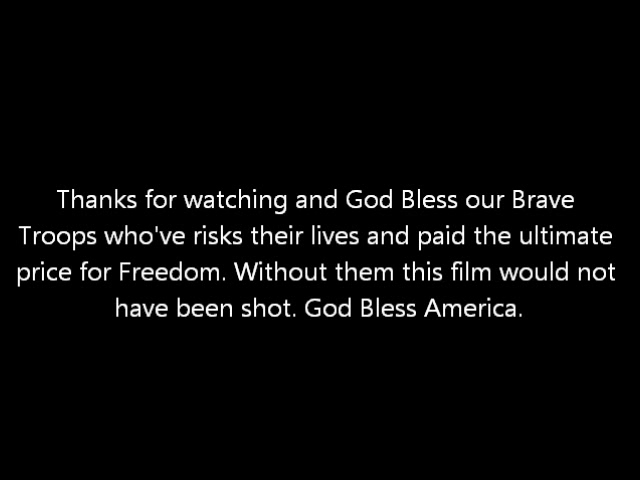 Thanks for watching and God Bless our Brave
Troops who've risks their lives and paid the ultimate
price for Freedom. Without them this film would not
have been shot. God Bless America.